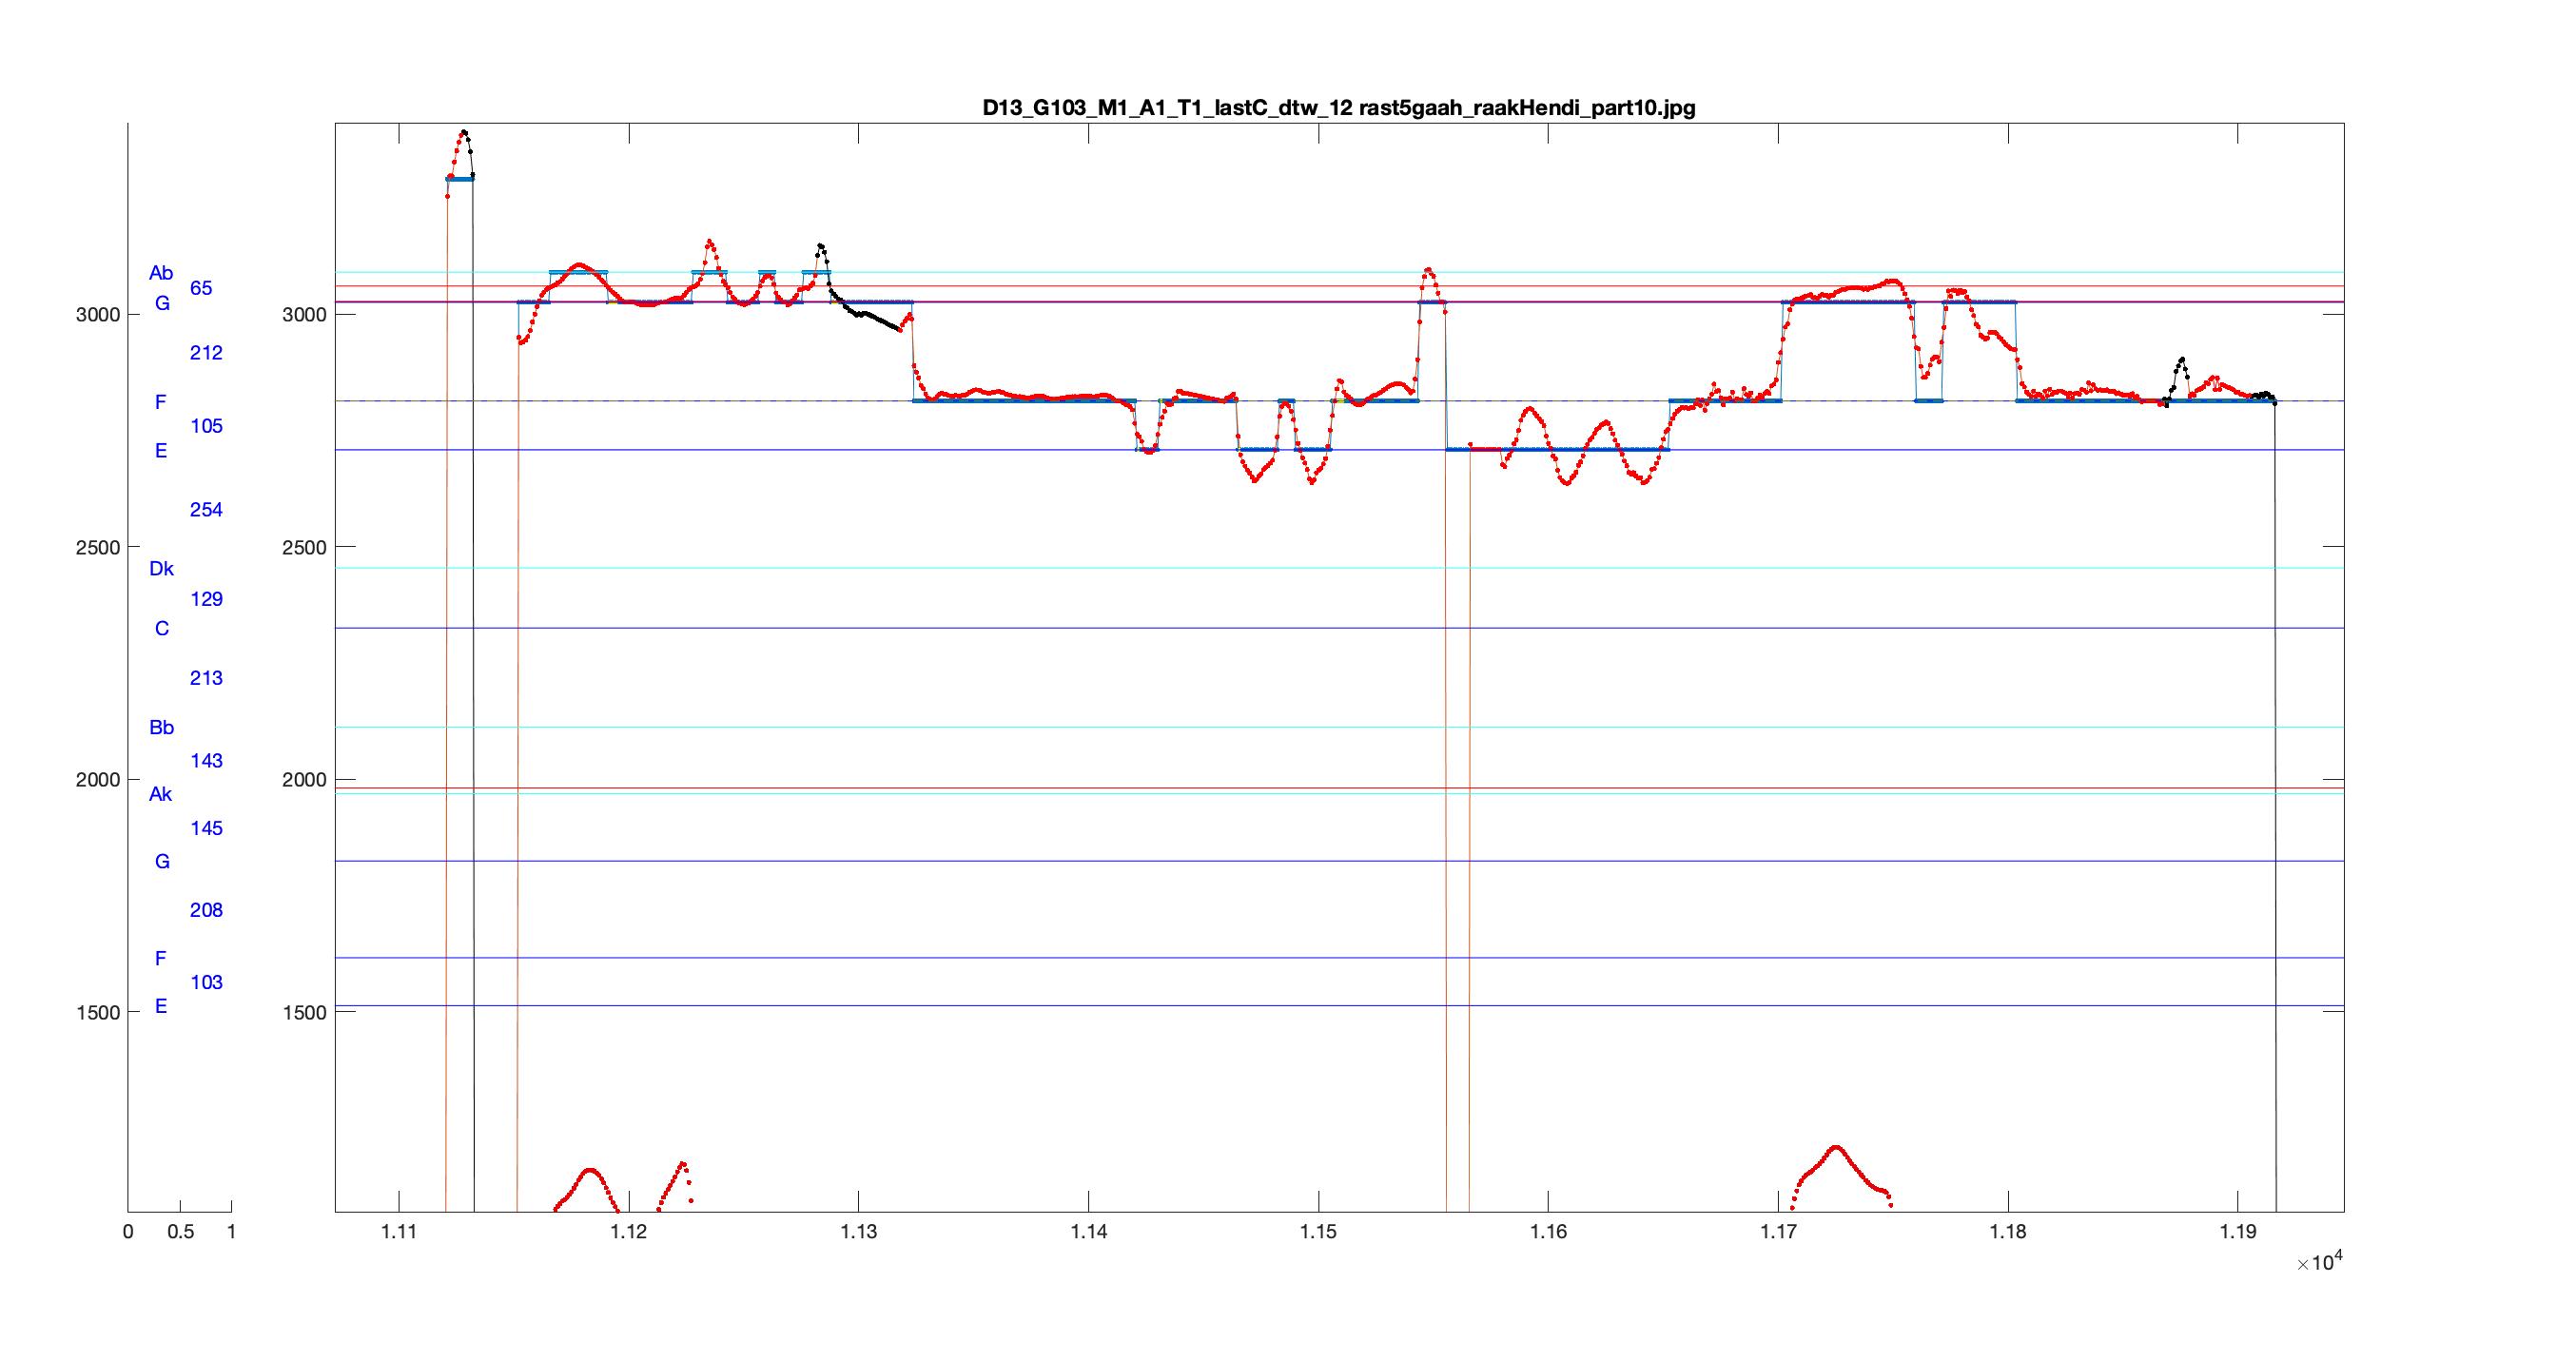 D13_G103_M1_A1_T1_lastC_dtw_12 rast5gaah_raakHendi_part10.jpg
Ab
65
G
3000
3000
212
F
105
E
254
2500
2500
Dk
129
C
213
Bb
143
2000
2000
Ak
145
G
208
F
103
E
1500
1500
0 0.5 1 1.11 1.12 1.13 1.14 1.15 1.16 1.17 1.18 1.19
×10⁴